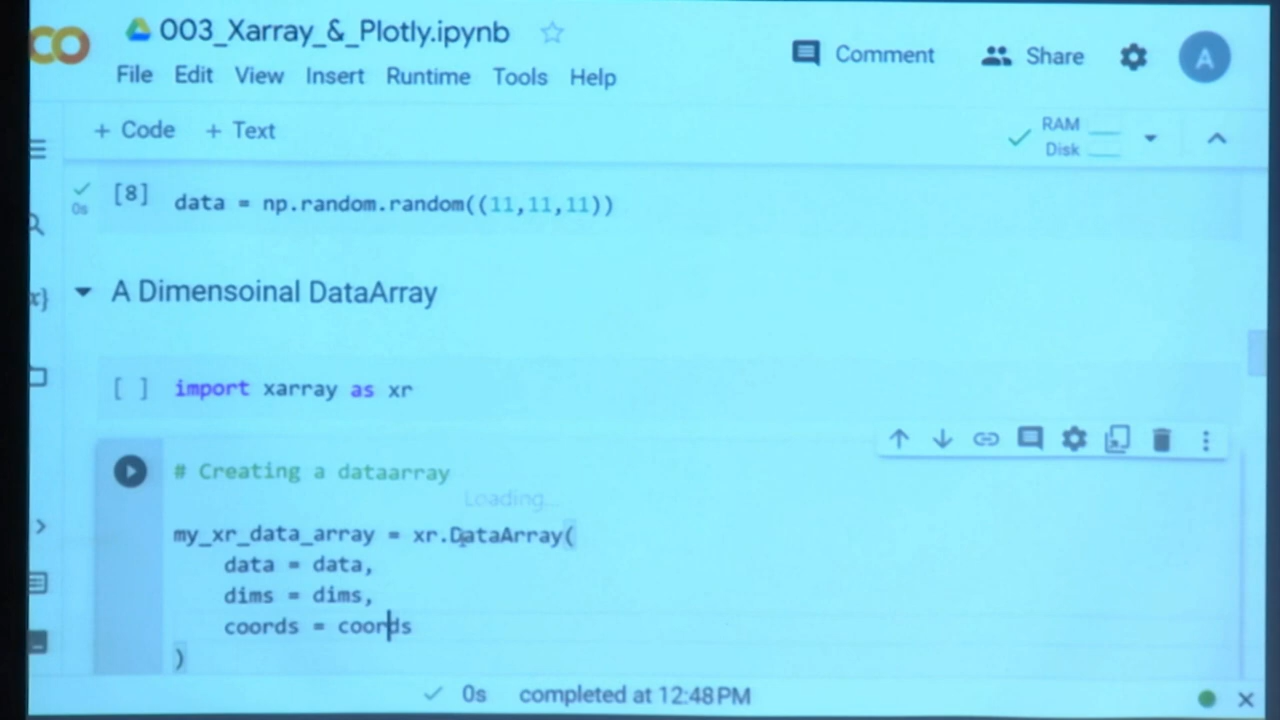 CO
003_Xarray_&_Plotly.ipynb
File Edit View Insert Runtime Tools Help
Comment Share A
+ Code + Text
RAM
Disk
0s
[8] data = np.random.random((11,11,11))
A Dimensoinal DataArray
[ ] import xarray as xr
# Creating a dataarray
Loading...
my_xr_data_array = xr.DataArray(
data = data,
dims = dims,
coords = coords
)
0s completed at 12:48 PM